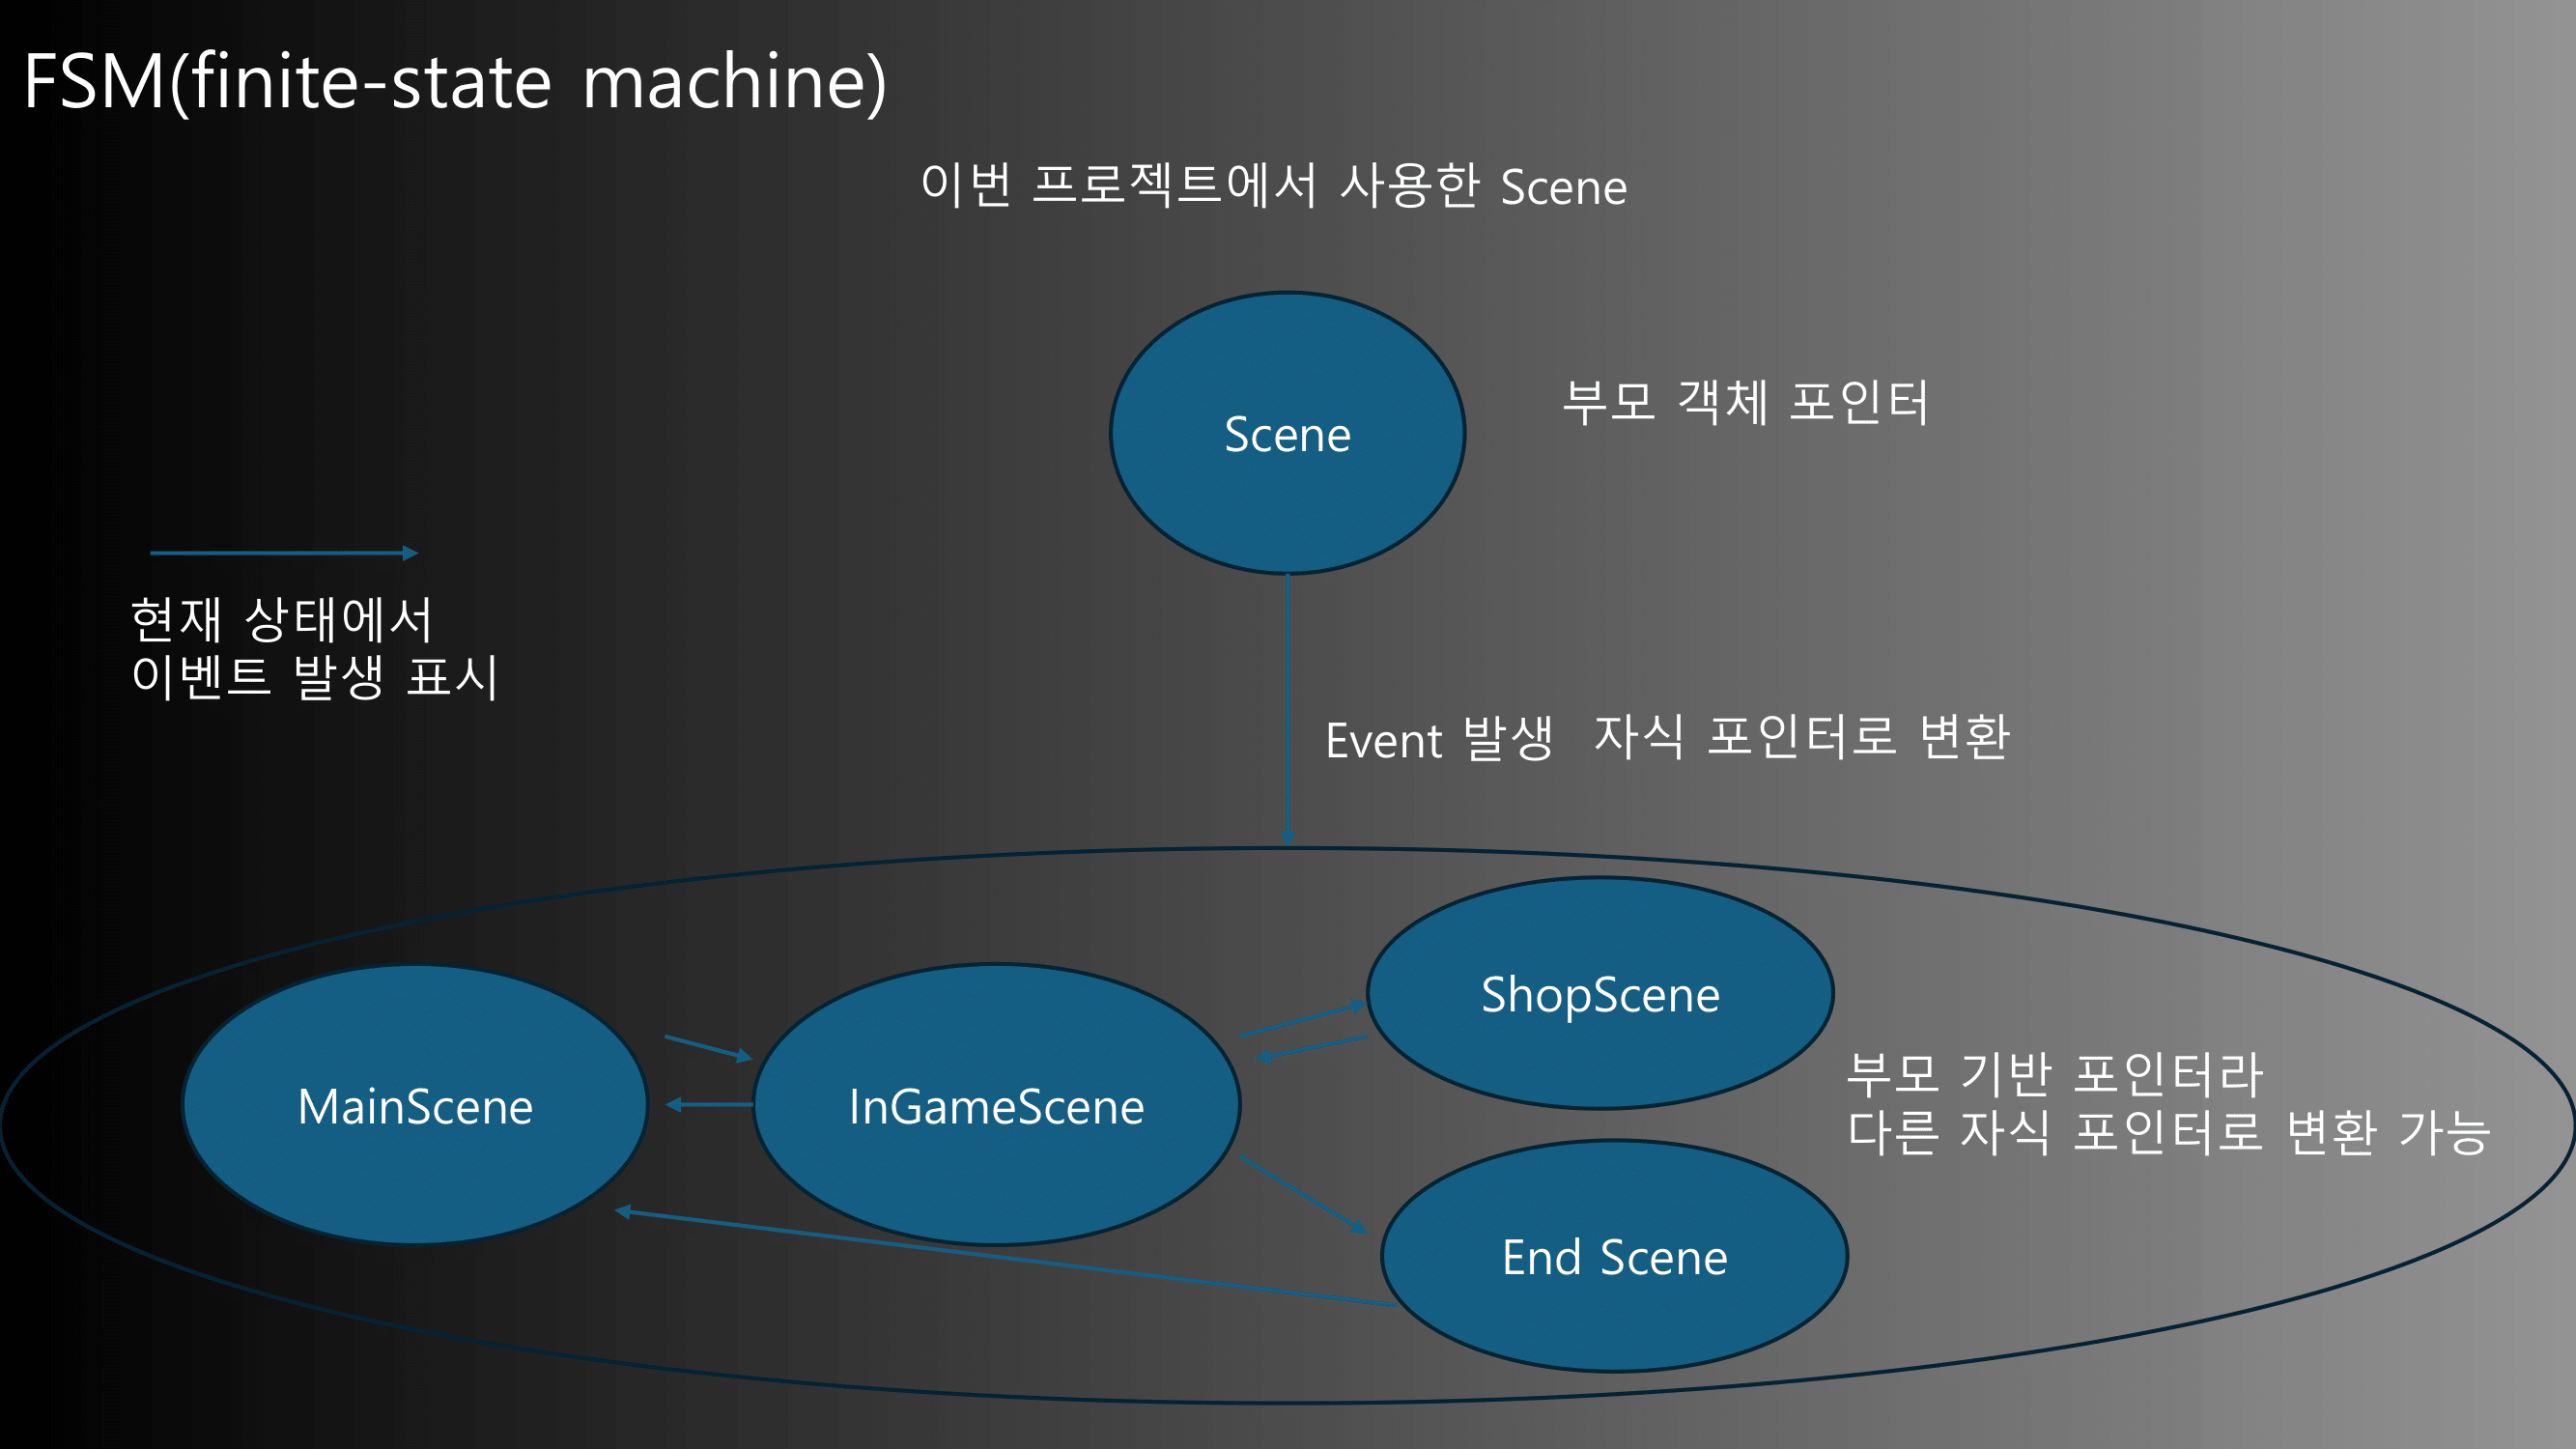 FSM(finite-state machine)
이번 프로젝트에서 사용한 Scene
Scene
부모 객체 포인터
현재 상태에서
이벤트 발생 표시
Event 발생  자식 포인터로 변환
ShopScene
MainScene
InGameScene
부모 기반 포인터라
다른 자식 포인터로 변환 가능
End Scene